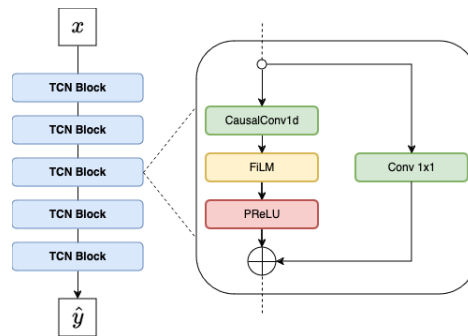 x
TCN Block
TCN Block
TCN Block
TCN Block
TCN Block
ŷ
CausalConv1d
FiLM
PReLU
Conv 1x1